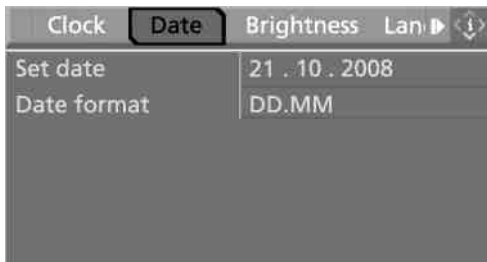 Clock Date Brightness Lan
Set date 21 . 10 . 2008
Date format DD.MM